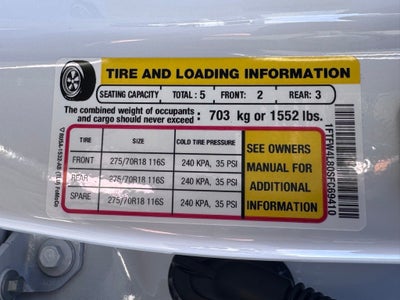 TIRE AND LOADING INFORMATION
SEATING CAPACITY TOTAL : 5 FRONT: 2 REAR: 3
The combined weight of occupants
and cargo should never exceed : 703 kg or 1552 lbs.
TIRE SIZE COLD TIRE PRESSURE
FRONT 275/70R18 116S 240 KPA, 35 PSI
REAR 275/70R18 116S 240 KPA, 35 PSI
SPARE 275/70R18 116S 240 KPA, 35 PSI
SEE OWNERS
MANUAL FOR
ADDITIONAL
INFORMATION